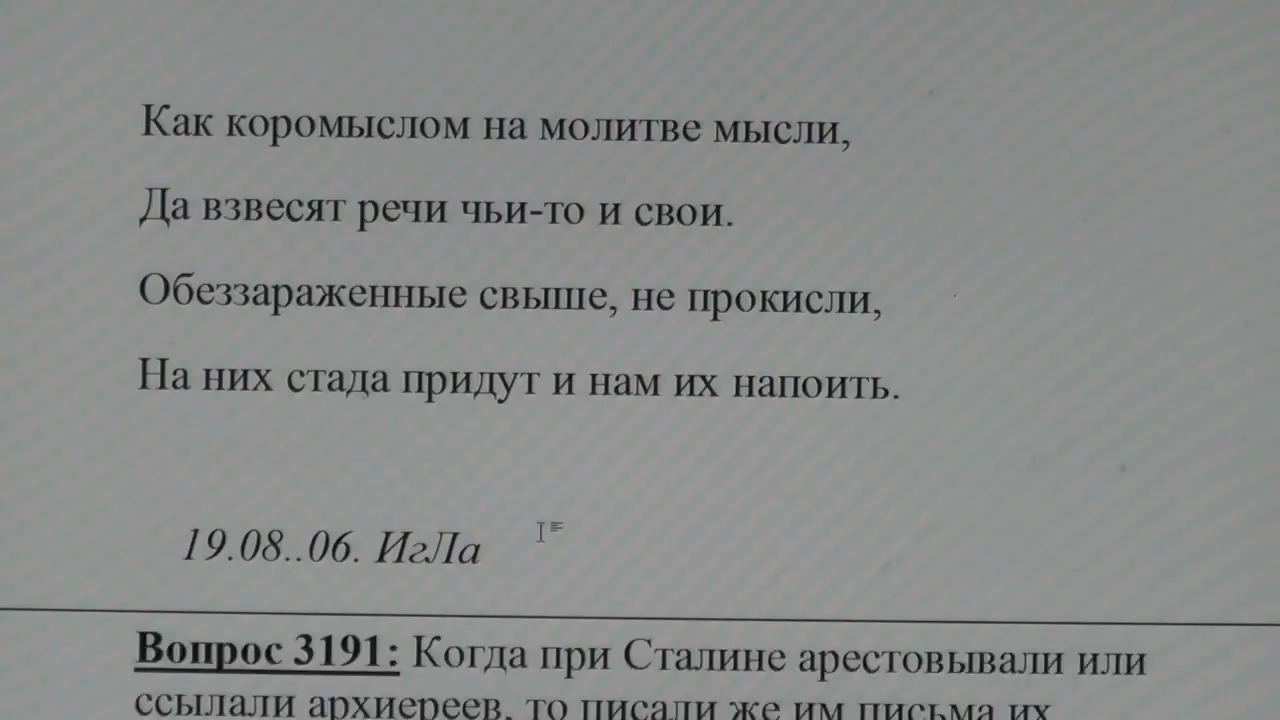 Как коромыслом на молитве мысли,
Да взвесят речи чьи-то и свои.
Обеззараженные свыше, не прокисли,
На них стада придут и нам их напоить.
19.08..06. ИгЛа
Вопрос 3191: Когда при Сталине арестовывали или
ссылали архиереев, то писали же им письма их